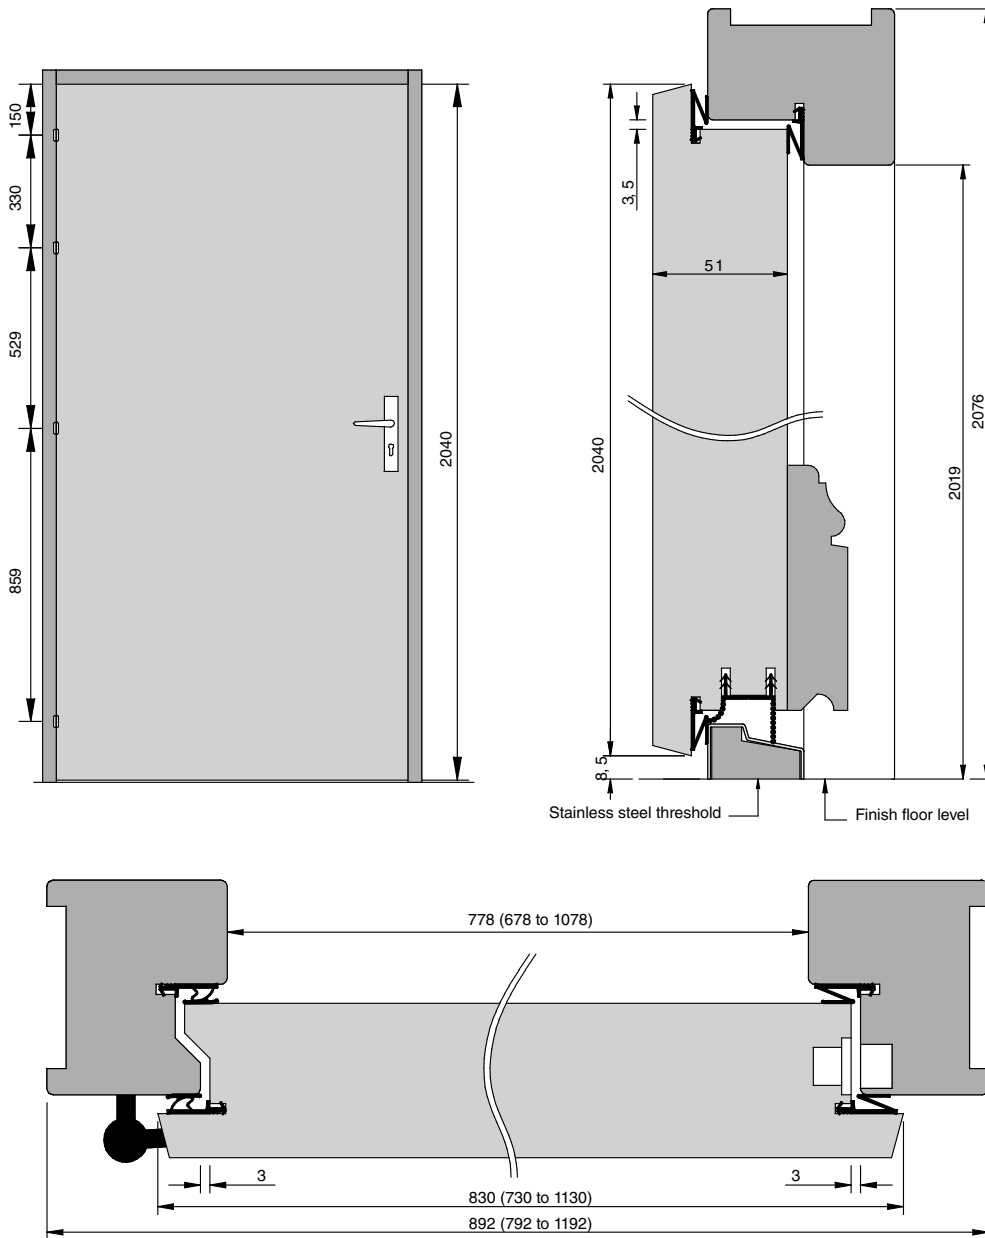 150
330
529
859
2040
3, 5
51
2040
2076
2019
8, 5
Stainless steel threshold
Finish floor level
778 (678 to 1078)
3
3
830 (730 to 1130)
892 (792 to 1192)